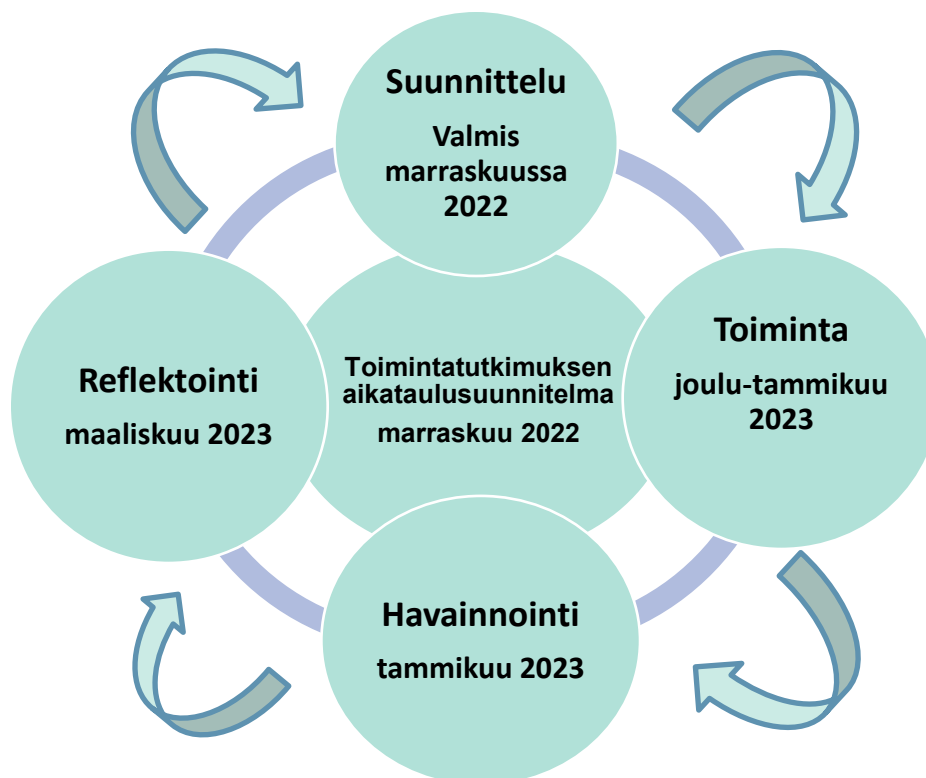 Suunnittelu
Valmis
marraskuussa
2022
Toiminta
joulu-tammikuu
2023
Havainnointi
tammikuu 2023
Reflektointi
maaliskuu 2023
Toimintatutkimuksen
aikataulusuunnitelma
marraskuu 2022